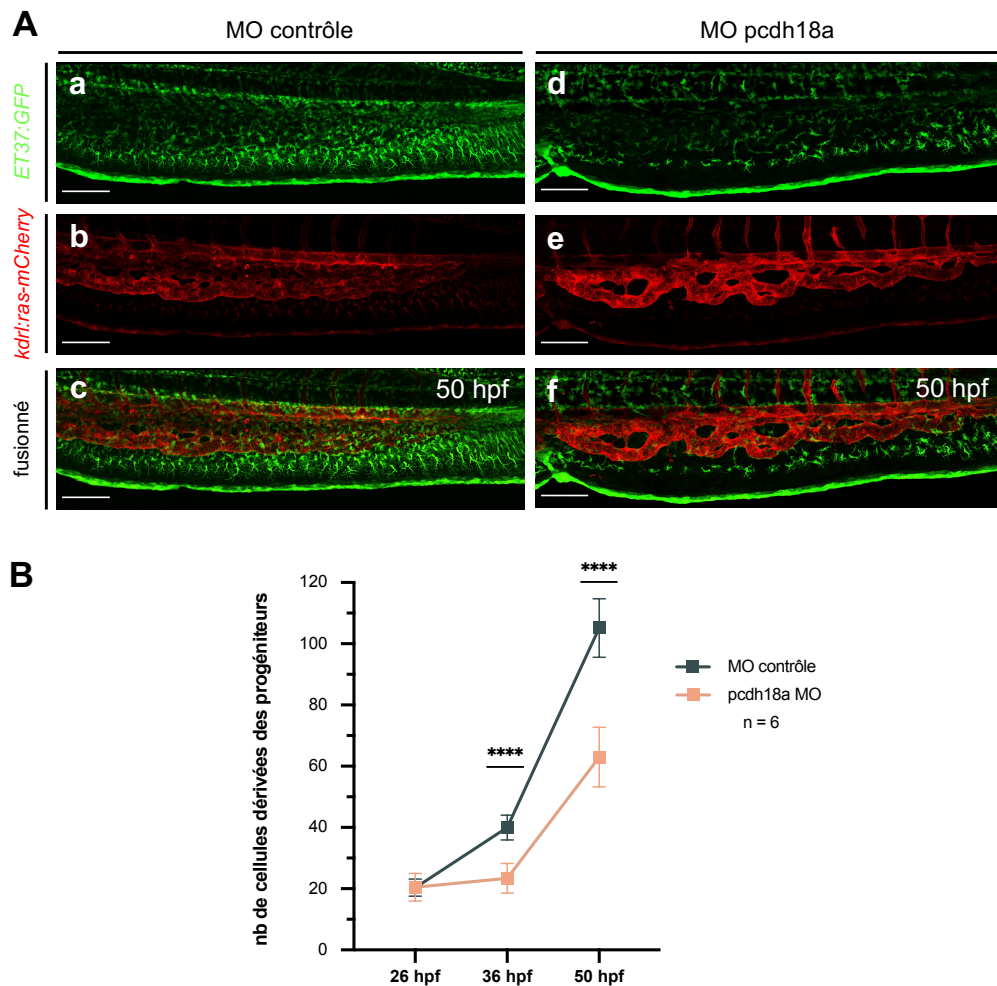 A
MO contrôle
MO pcdh18a
ET37:GFP
a
d
kdrl:ras-mCherry
b
e
fusionné
c
50 hpf
f
50 hpf
B
nb de cellules dérivées des progéniteurs
120
100
80
60
40
20
0
****
****
26 hpf
36 hpf
50 hpf
MO contrôle
pcdh18a MO
n = 6